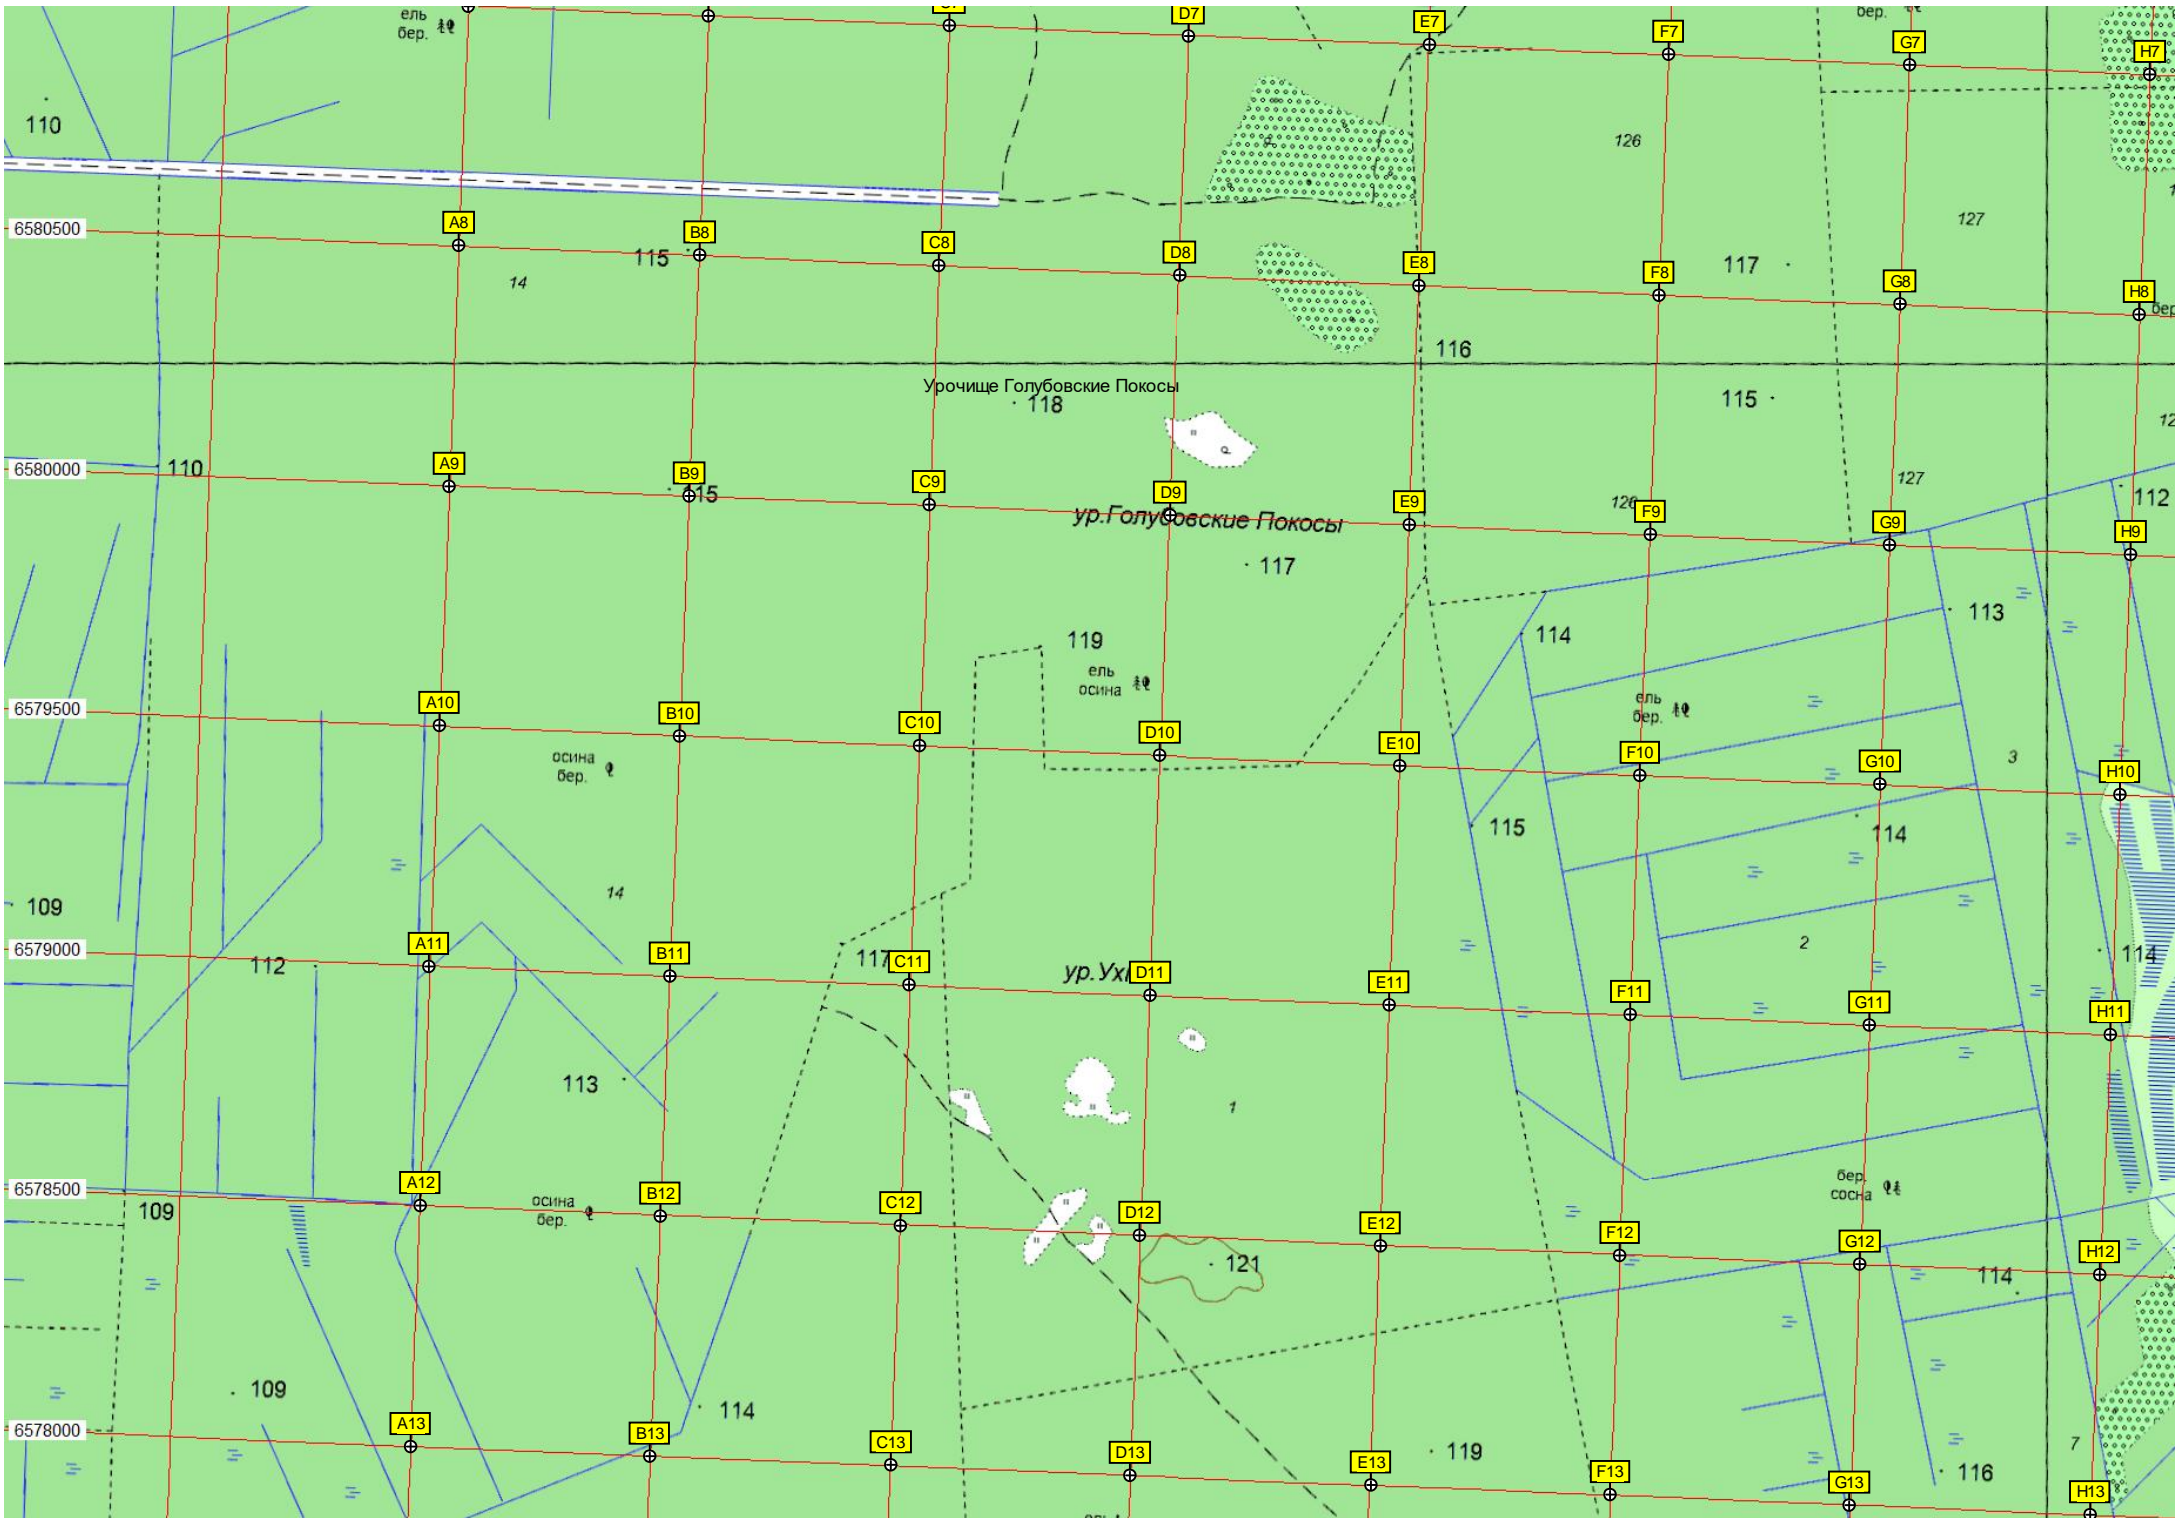 ель
бер.
D7
E7
F7
G7
H7
110
126
127
6580500
A8
B8
C8
D8
E8
F8
G8
H8
115
14
117
116
Урочище Голубовские Покосы
118
115
6580000
110
A9
B9
C9
D9
E9
F9
G9
H9
127
112
ур.Голубовские Покосы
117
113
114
119
ель
осина
ель
бер.
6579500
A10
B10
C10
D10
E10
F10
G10
H10
осина
бер.
3
115
114
14
109
2
6579000
112
A11
B11
117
C11
D11
E11
F11
G11
H11
114
113
1
6578500
109
A12
B12
C12
D12
E12
F12
G12
H12
осина
бер.
бер.
сосна
121
114
109
114
6578000
A13
B13
C13
D13
E13
F13
G13
H13
119
116
7